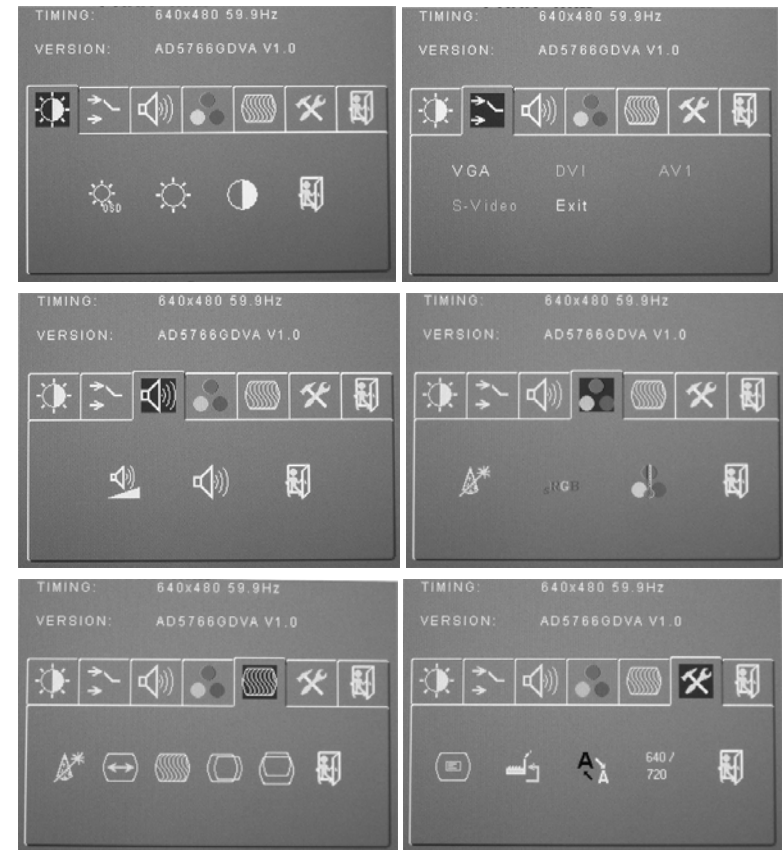 TIMING: 640x480 59.9Hz
VERSION: AD5766GDVA V1.0
OSD
TIMING: 640x480 59.9Hz
VERSION: AD5766GDVA V1.0
VGA DVI AV1
S-Video Exit
TIMING: 640x480 59.9Hz
VERSION: AD5766GDVA V1.0
TIMING: 640x480 59.9Hz
VERSION: AD5766GDVA V1.0
sRGB
TIMING: 640x480 59.9Hz
VERSION: AD5766GDVA V1.0
TIMING: 640x480 59.9Hz
VERSION: AD5766GDVA V1.0
A A 640 /
720